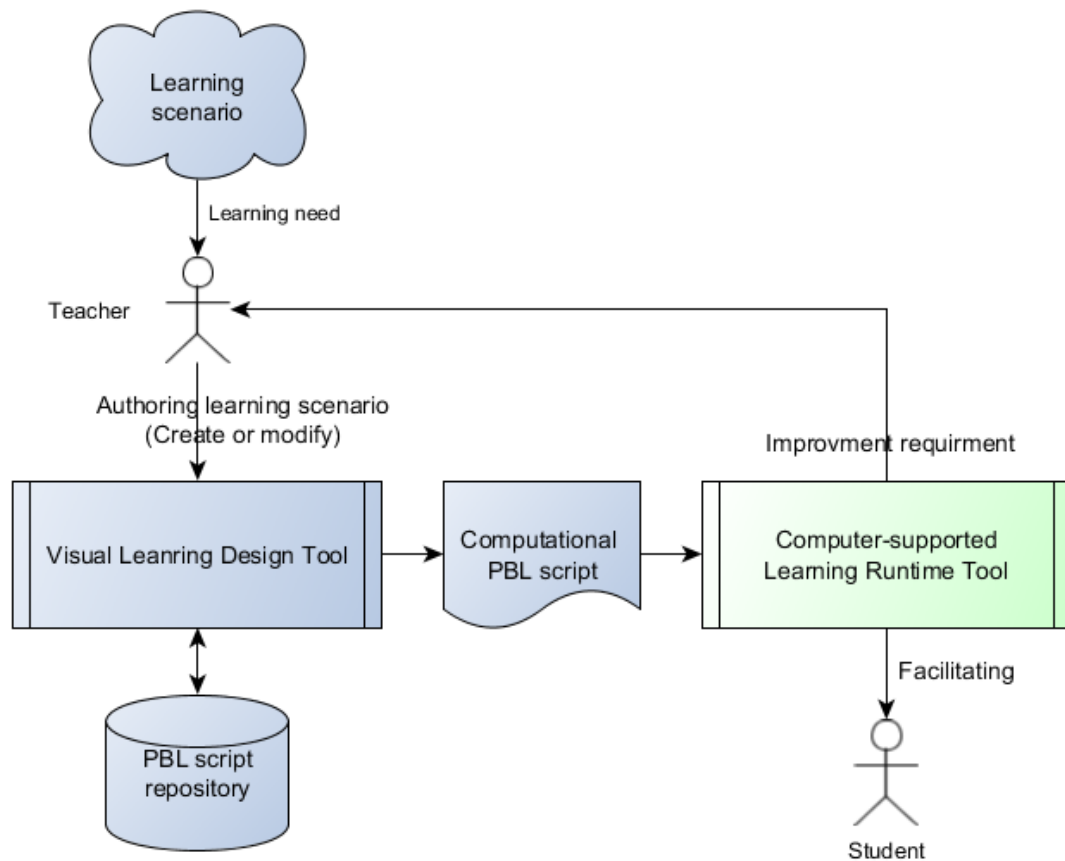 Learning
scenario
Learning need
Teacher
Authoring learning scenario
(Create or modify)
Improvment requirment
Visual Leanring Design Tool
Computational
PBL script
Computer-supported
Learning Runtime Tool
Facilitating
PBL script
repository
Student